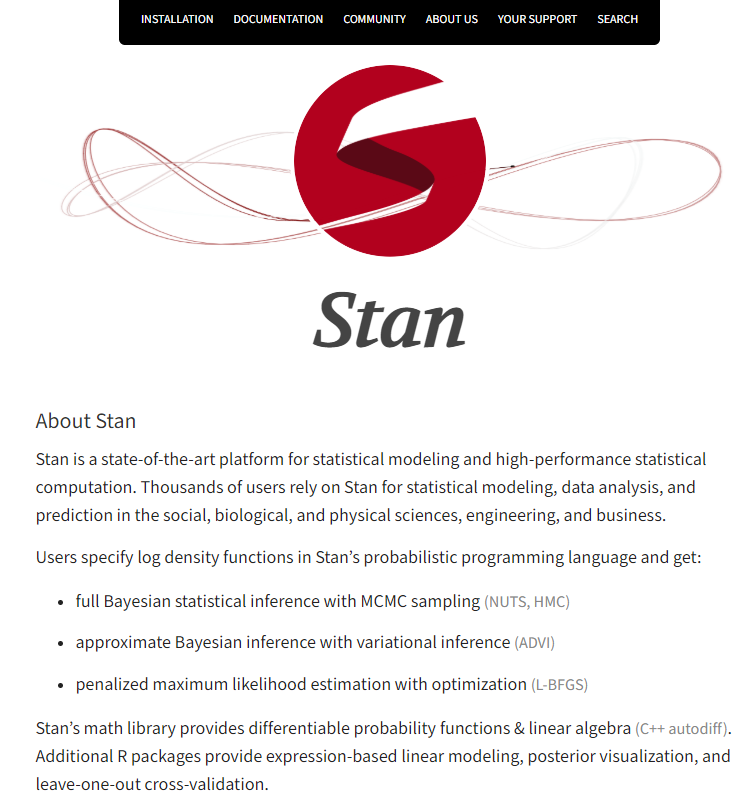 INSTALLATION DOCUMENTATION COMMUNITY ABOUT US YOUR SUPPORT SEARCH
Stan
About Stan
Stan is a state-of-the-art platform for statistical modeling and high-performance statistical
computation. Thousands of users rely on Stan for statistical modeling, data analysis, and
prediction in the social, biological, and physical sciences, engineering, and business.
Users specify log density functions in Stan’s probabilistic programming language and get:
• full Bayesian statistical inference with MCMC sampling (NUTS, HMC)
• approximate Bayesian inference with variational inference (ADVI)
• penalized maximum likelihood estimation with optimization (L-BFGS)
Stan’s math library provides differentiable probability functions & linear algebra (C++ autodiff).
Additional R packages provide expression-based linear modeling, posterior visualization, and
leave-one-out cross-validation.